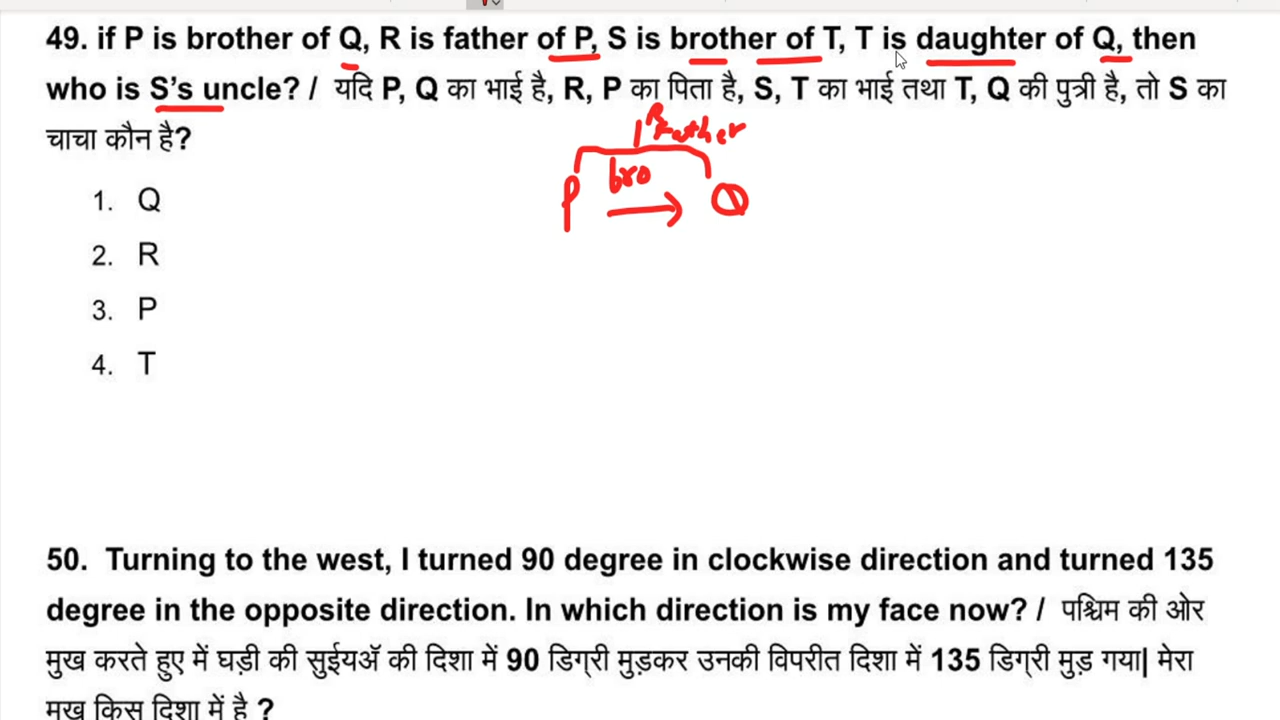 49. if P is brother of Q, R is father of P, S is brother of T, T is daughter of Q, then
who is S's uncle? / यदि P, Q का भाई है, R, P का पिता है, S, T का भाई तथा T, Q की पुत्री है, तो S का
चाचा कौन है?
R Father
P bro Q
1. Q
2. R
3. P
4. T
50. Turning to the west, I turned 90 degree in clockwise direction and turned 135
degree in the opposite direction. In which direction is my face now? / पश्चिम की ओर
मुख करते हुए में घड़ी की सुईयअॅ की दिशा में 90 डिग्री मुड़कर उनकी विपरीत दिशा में 135 डिग्री मुड़ गया| मेरा
मुख किस दिशा में है ?